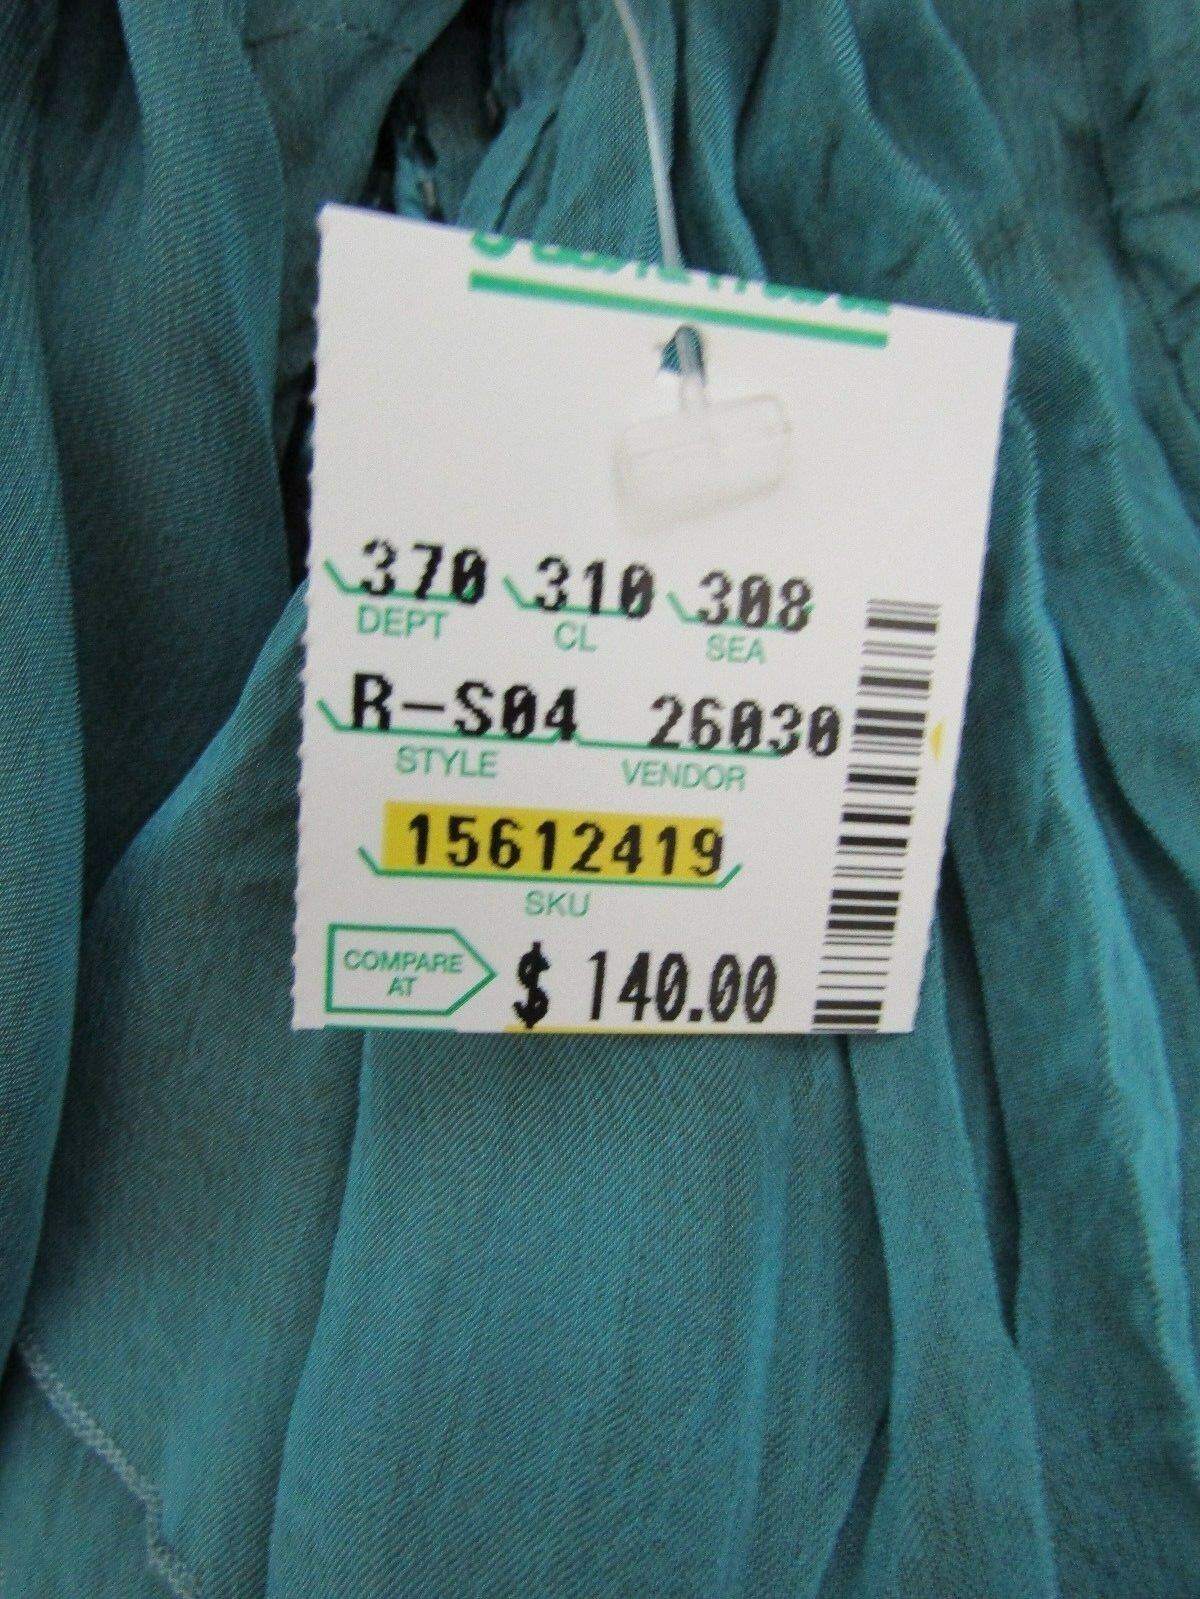 370 310 308
DEPT CL SEA
R-S04 26030
STYLE VENDOR
15612419
SKU
COMPARE AT $ 140.00